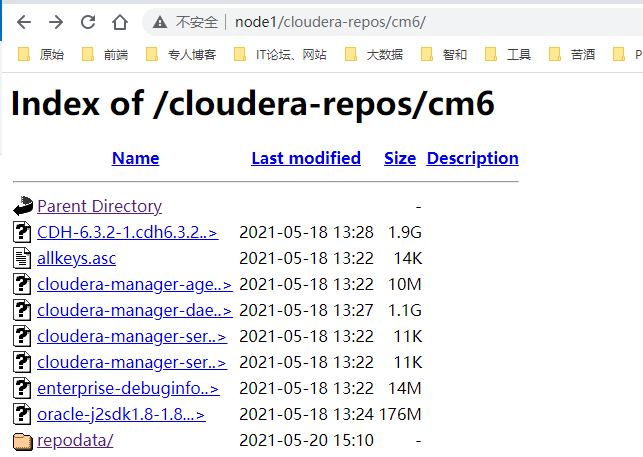 不安全 | node1/cloudera-repos/cm6/
原始 前端 专人博客 IT论坛、网站 大数据 智和 工具 苦酒 P
Index of /cloudera-repos/cm6
Name Last modified Size Description
Parent Directory -
CDH-6.3.2-1.cdh6.3.2..> 2021-05-18 13:28 1.9G
allkeys.asc 2021-05-18 13:22 14K
cloudera-manager-age..> 2021-05-18 13:22 10M
cloudera-manager-dae..> 2021-05-18 13:27 1.1G
cloudera-manager-ser..> 2021-05-18 13:22 11K
cloudera-manager-ser..> 2021-05-18 13:22 11K
enterprise-debuginfo..> 2021-05-18 13:22 14M
oracle-j2sdk1.8-1.8...> 2021-05-18 13:24 176M
repodata/ 2021-05-20 15:10 -